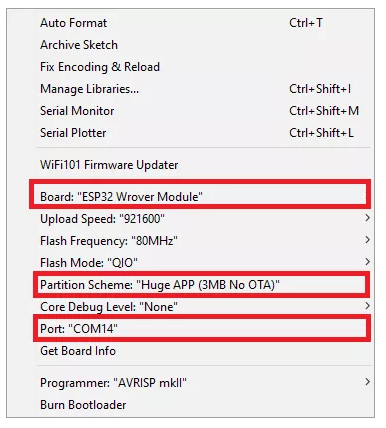 Auto Format Ctrl+T
Archive Sketch
Fix Encoding & Reload
Manage Libraries... Ctrl+Shift+I
Serial Monitor Ctrl+Shift+M
Serial Plotter Ctrl+Shift+L
WiFi101 Firmware Updater
Board: "ESP32 Wrover Module"
Upload Speed: "921600"
Flash Frequency: "80MHz"
Flash Mode: "QIO"
Partition Scheme: "Huge APP (3MB No OTA)"
Core Debug Level: "None"
Port: "COM14"
Get Board Info
Programmer: "AVRISP mkII"
Burn Bootloader